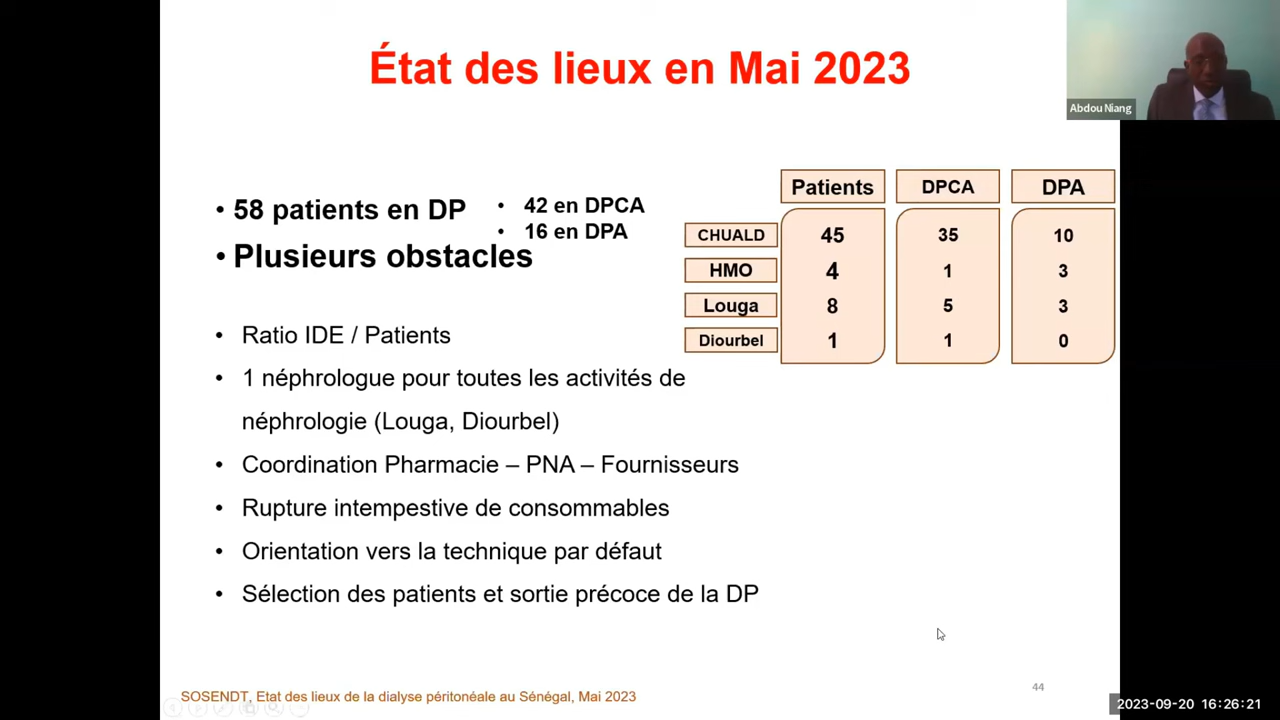 État des lieux en Mai 2023
Abdou Niang
• 58 patients en DP
• 42 en DPCA
• 16 en DPA
• Plusieurs obstacles
Patients DPCA DPA
CHUALD 45 35 10
HMO 4 1 3
Louga 8 5 3
Diourbel 1 1 0
• Ratio IDE / Patients
• 1 néphrologue pour toutes les activités de
néphrologie (Louga, Diourbel)
• Coordination Pharmacie – PNA – Fournisseurs
• Rupture intempestive de consommables
• Orientation vers la technique par défaut
• Sélection des patients et sortie précoce de la DP
SOSENDT, Etat des lieux de la dialyse péritonéale au Sénégal, Mai 2023
44
2023-09-20 16:26:21